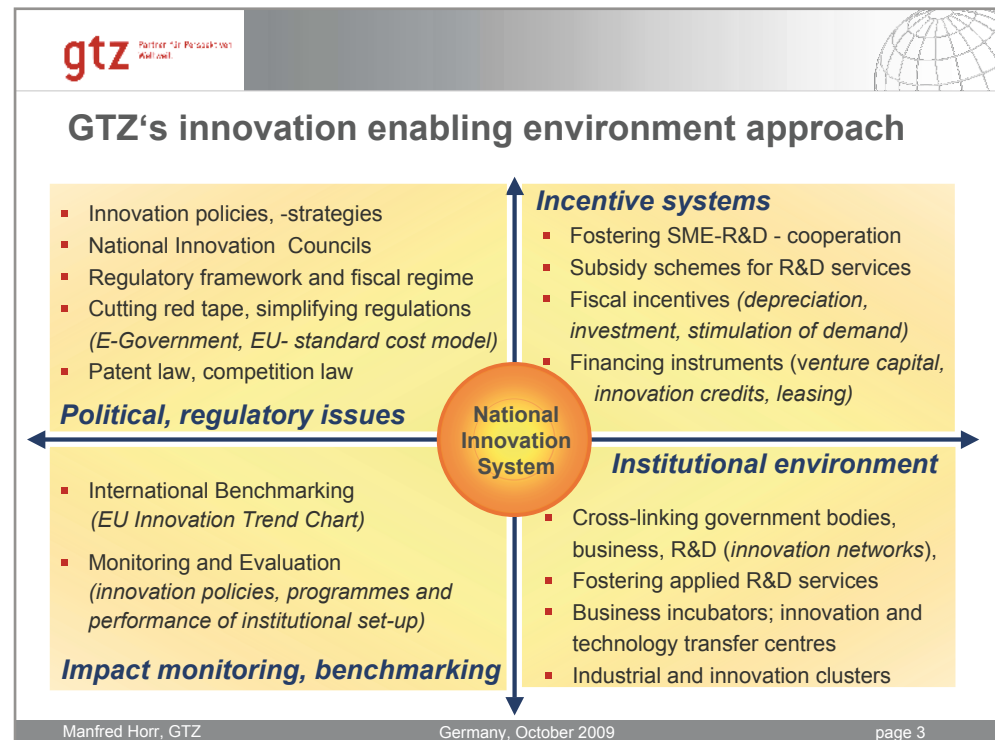 gtz Partner für Perspektiven
Weltweit.
GTZ‘s innovation enabling environment approach
▪ Innovation policies, -strategies
▪ National Innovation Councils
▪ Regulatory framework and fiscal regime
▪ Cutting red tape, simplifying regulations
(E-Government, EU- standard cost model)
▪ Patent law, competition law
Political, regulatory issues
Incentive systems
▪ Fostering SME-R&D - cooperation
▪ Subsidy schemes for R&D services
▪ Fiscal incentives (depreciation,
investment, stimulation of demand)
▪ Financing instruments (venture capital,
innovation credits, leasing)
National
Innovation
System
▪ International Benchmarking
(EU Innovation Trend Chart)
▪ Monitoring and Evaluation
(innovation policies, programmes and
performance of institutional set-up)
Impact monitoring, benchmarking
Institutional environment
▪ Cross-linking government bodies,
business, R&D (innovation networks),
▪ Fostering applied R&D services
▪ Business incubators; innovation and
technology transfer centres
▪ Industrial and innovation clusters
Manfred Horr, GTZ
Germany, October 2009
page 3